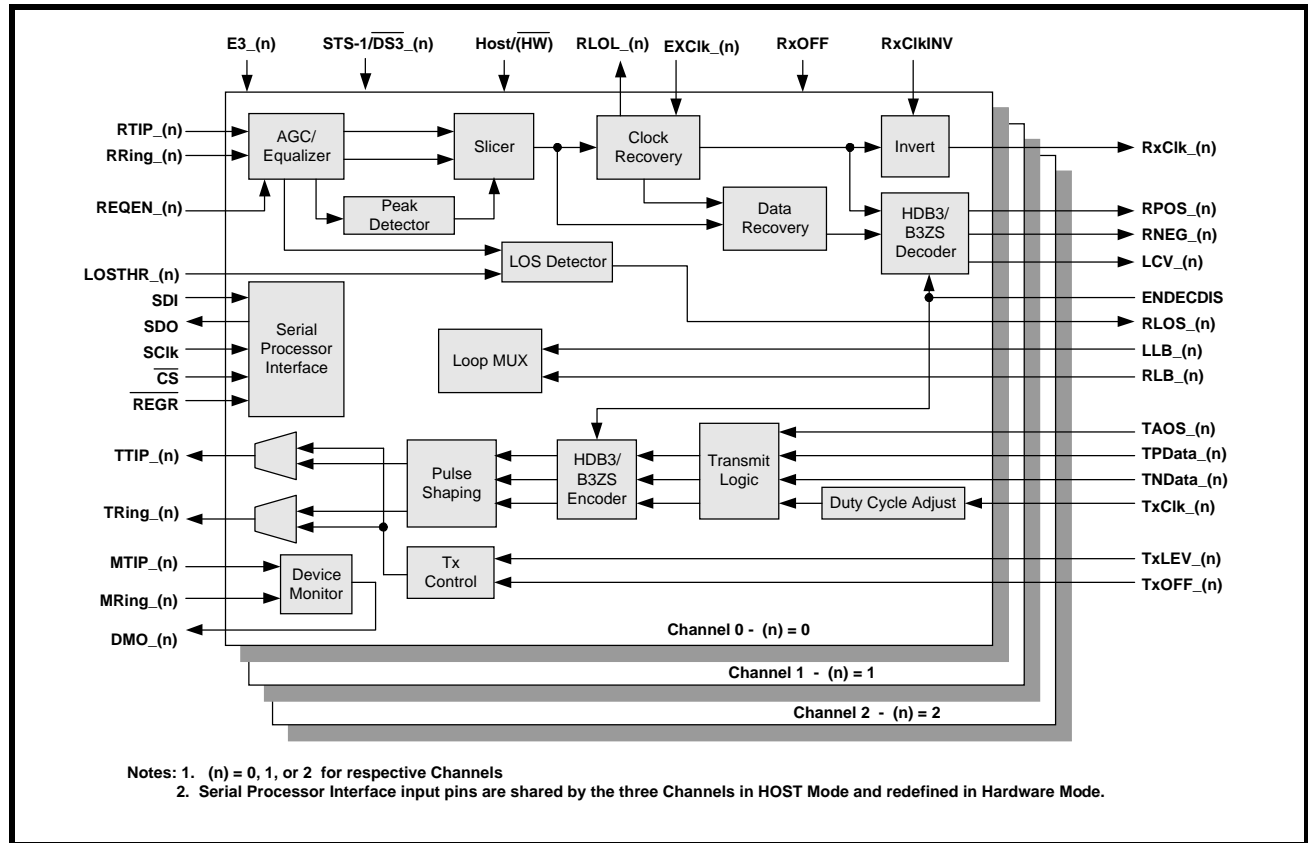 E3_(n)
STS-1/DS3_(n)
Host/(HW)
RLOL_(n)
EXClk_(n)
RxOFF
RxClkINV
RTIP_(n)
RRing_(n)
REQEN_(n)
LOSTHR_(n)
SDI
SDO
SClk
CS
REGR
TTIP_(n)
TRing_(n)
MTIP_(n)
MRing_(n)
DMO_(n)
AGC/
Equalizer
Peak
Detector
Slicer
LOS Detector
Clock
Recovery
Data
Recovery
Invert
HDB3/
B3ZS
Decoder
Serial
Processor
Interface
Loop MUX
Pulse
Shaping
HDB3/
B3ZS
Encoder
Transmit
Logic
Duty Cycle Adjust
Tx
Control
Device
Monitor
RxClk_(n)
RPOS_(n)
RNEG_(n)
LCV_(n)
ENDECDIS
RLOS_(n)
LLB_(n)
RLB_(n)
TAOS_(n)
TPData_(n)
TNData_(n)
TxClk_(n)
TxLEV_(n)
TxOFF_(n)
Channel 0 - (n) = 0
Channel 1 - (n) = 1
Channel 2 - (n) = 2
Notes: 1. (n) = 0, 1, or 2 for respective Channels
2. Serial Processor Interface input pins are shared by the three Channels in HOST Mode and redefined in Hardware Mode.